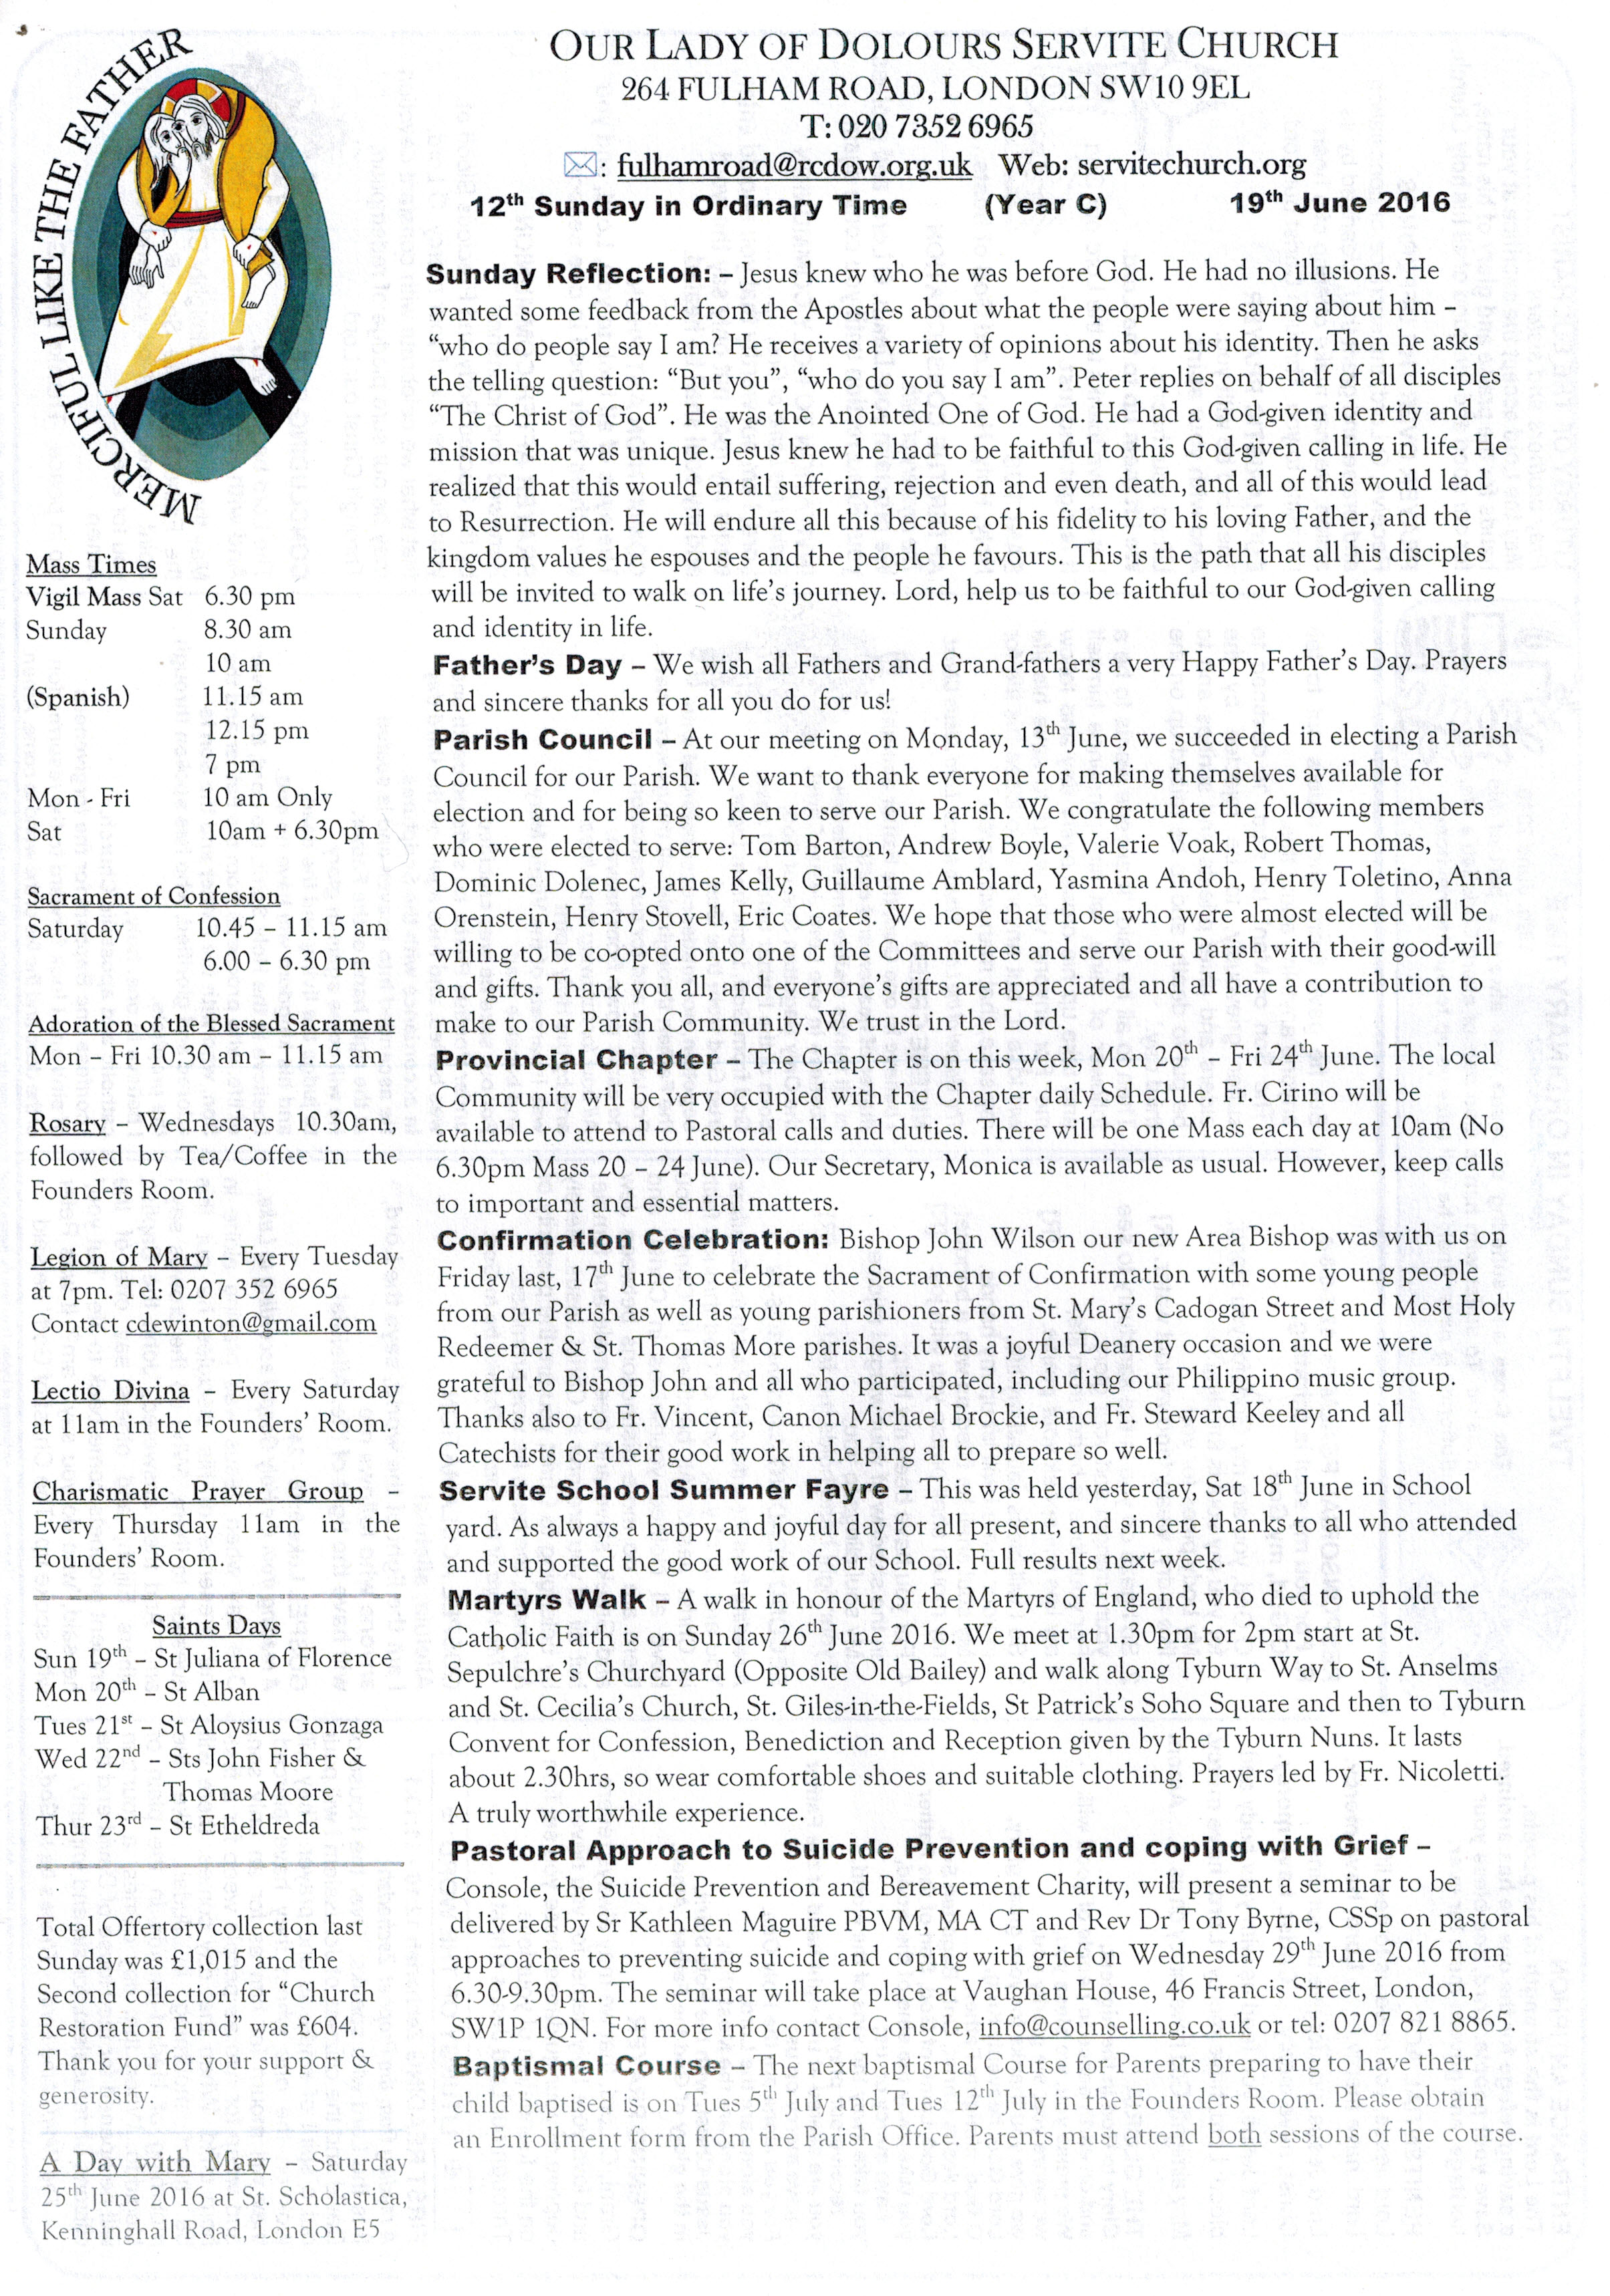 OUR LADY OF DOLOURS SERVITE CHURCH
264 FULHAM ROAD, LONDON SW10 9EL
T: 020 7352 6965
✉: fulhamroad@rcdow.org.uk Web: servitechurch.org
12th Sunday in Ordinary Time (Year C) 19th June 2016
MERCIFUL LIKE THE FATHER
Mass Times
Vigil Mass Sat 6.30 pm
Sunday 8.30 am
10 am
(Spanish) 11.15 am
12.15 pm
7 pm
Mon - Fri 10 am Only
Sat 10am + 6.30pm
Sacrament of Confession
Saturday 10.45 – 11.15 am
6.00 – 6.30 pm
Adoration of the Blessed Sacrament
Mon – Fri 10.30 am – 11.15 am
Rosary – Wednesdays 10.30am,
followed by Tea/Coffee in the
Founders Room.
Legion of Mary – Every Tuesday
at 7pm. Tel: 0207 352 6965
Contact cdewinton@gmail.com
Lectio Divina – Every Saturday
at 11am in the Founders' Room.
Charismatic Prayer Group –
Every Thursday 11am in the
Founders' Room.
Saints Days
Sun 19th – St Juliana of Florence
Mon 20th – St Alban
Tues 21st – St Aloysius Gonzaga
Wed 22nd – Sts John Fisher &
Thomas Moore
Thur 23rd – St Etheldreda
Total Offertory collection last
Sunday was £1,015 and the
Second collection for “Church
Restoration Fund” was £604.
Thank you for your support &
generosity.
A Day with Mary – Saturday
25th June 2016 at St. Scholastica,
Kenninghall Road, London E5
Sunday Reflection: – Jesus knew who he was before God. He had no illusions. He
wanted some feedback from the Apostles about what the people were saying about him –
“who do people say I am? He receives a variety of opinions about his identity. Then he asks
the telling question: “But you”, “who do you say I am”. Peter replies on behalf of all disciples
“The Christ of God”. He was the Anointed One of God. He had a God-given identity and
mission that was unique. Jesus knew he had to be faithful to this God-given calling in life. He
realized that this would entail suffering, rejection and even death, and all of this would lead
to Resurrection. He will endure all this because of his fidelity to his loving Father, and the
kingdom values he espouses and the people he favours. This is the path that all his disciples
will be invited to walk on life's journey. Lord, help us to be faithful to our God-given calling
and identity in life.
Father's Day – We wish all Fathers and Grand-fathers a very Happy Father's Day. Prayers
and sincere thanks for all you do for us!
Parish Council – At our meeting on Monday, 13th June, we succeeded in electing a Parish
Council for our Parish. We want to thank everyone for making themselves available for
election and for being so keen to serve our Parish. We congratulate the following members
who were elected to serve: Tom Barton, Andrew Boyle, Valerie Voak, Robert Thomas,
Dominic Dolenec, James Kelly, Guillaume Amblard, Yasmina Andoh, Henry Toletino, Anna
Orenstein, Henry Stovell, Eric Coates. We hope that those who were almost elected will be
willing to be co-opted onto one of the Committees and serve our Parish with their good-will
and gifts. Thank you all, and everyone's gifts are appreciated and all have a contribution to
make to our Parish Community. We trust in the Lord.
Provincial Chapter – The Chapter is on this week, Mon 20th – Fri 24th June. The local
Community will be very occupied with the Chapter daily Schedule. Fr. Cirino will be
available to attend to Pastoral calls and duties. There will be one Mass each day at 10am (No
6.30pm Mass 20 – 24 June). Our Secretary, Monica is available as usual. However, keep calls
to important and essential matters.
Confirmation Celebration: Bishop John Wilson our new Area Bishop was with us on
Friday last, 17th June to celebrate the Sacrament of Confirmation with some young people
from our Parish as well as young parishioners from St. Mary's Cadogan Street and Most Holy
Redeemer & St. Thomas More parishes. It was a joyful Deanery occasion and we were
grateful to Bishop John and all who participated, including our Philippino music group.
Thanks also to Fr. Vincent, Canon Michael Brockie, and Fr. Steward Keeley and all
Catechists for their good work in helping all to prepare so well.
Servite School Summer Fayre – This was held yesterday, Sat 18th June in School
yard. As always a happy and joyful day for all present, and sincere thanks to all who attended
and supported the good work of our School. Full results next week.
Martyrs Walk – A walk in honour of the Martyrs of England, who died to uphold the
Catholic Faith is on Sunday 26th June 2016. We meet at 1.30pm for 2pm start at St.
Sepulchre's Churchyard (Opposite Old Bailey) and walk along Tyburn Way to St. Anselms
and St. Cecilia's Church, St. Giles-in-the-Fields, St Patrick's Soho Square and then to Tyburn
Convent for Confession, Benediction and Reception given by the Tyburn Nuns. It lasts
about 2.30hrs, so wear comfortable shoes and suitable clothing. Prayers led by Fr. Nicoletti.
A truly worthwhile experience.
Pastoral Approach to Suicide Prevention and coping with Grief –
Console, the Suicide Prevention and Bereavement Charity, will present a seminar to be
delivered by Sr Kathleen Maguire PBVM, MA CT and Rev Dr Tony Byrne, CSSp on pastoral
approaches to preventing suicide and coping with grief on Wednesday 29th June 2016 from
6.30-9.30pm. The seminar will take place at Vaughan House, 46 Francis Street, London,
SW1P 1QN. For more info contact Console, info@counselling.co.uk or tel: 0207 821 8865.
Baptismal Course – The next baptismal Course for Parents preparing to have their
child baptised is on Tues 5th July and Tues 12th July in the Founders Room. Please obtain
an Enrollment form from the Parish Office. Parents must attend both sessions of the course.